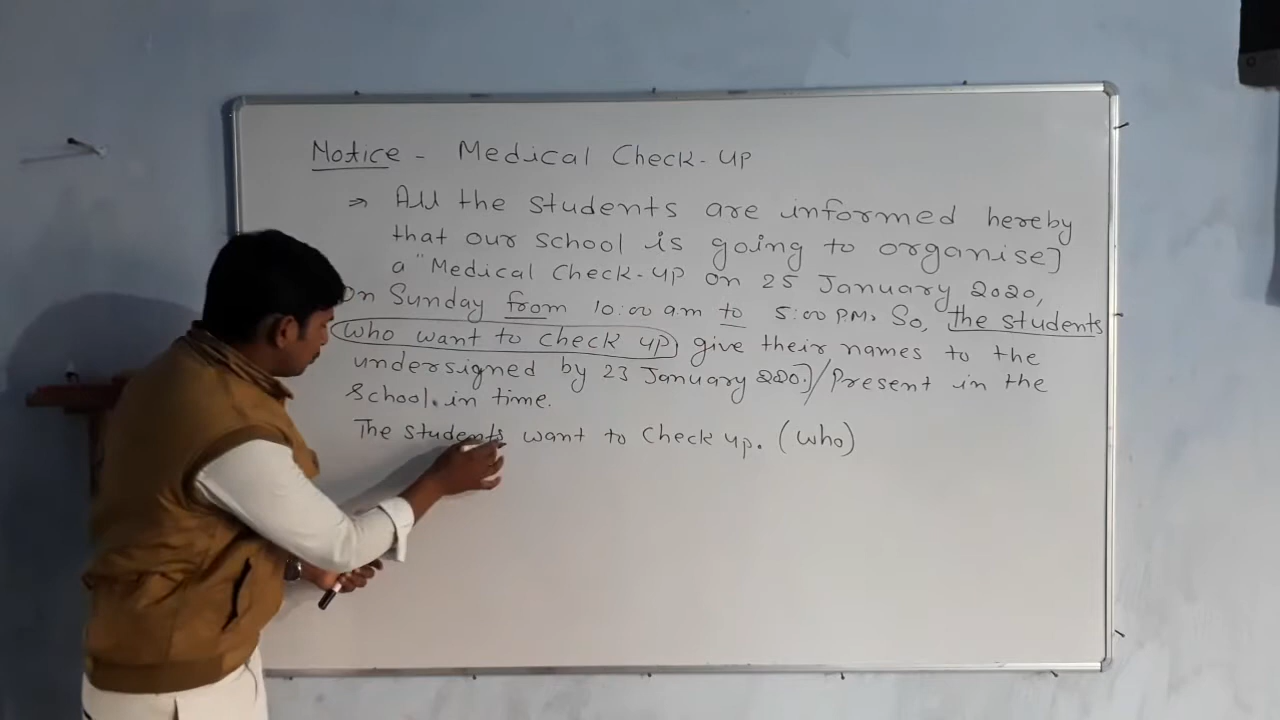 Notice - Medical Check-up
⇒ All the students are informed hereby
that our school is going to organise]
a "Medical Check-up on 25 January 2020,
On Sunday from 10:00 a.m to 5:00 PM. So, the students
who want to check up give their names to the
undersigned by 23 January 2020.)/Present in the
School. in time.
The students want to Check up. (who)